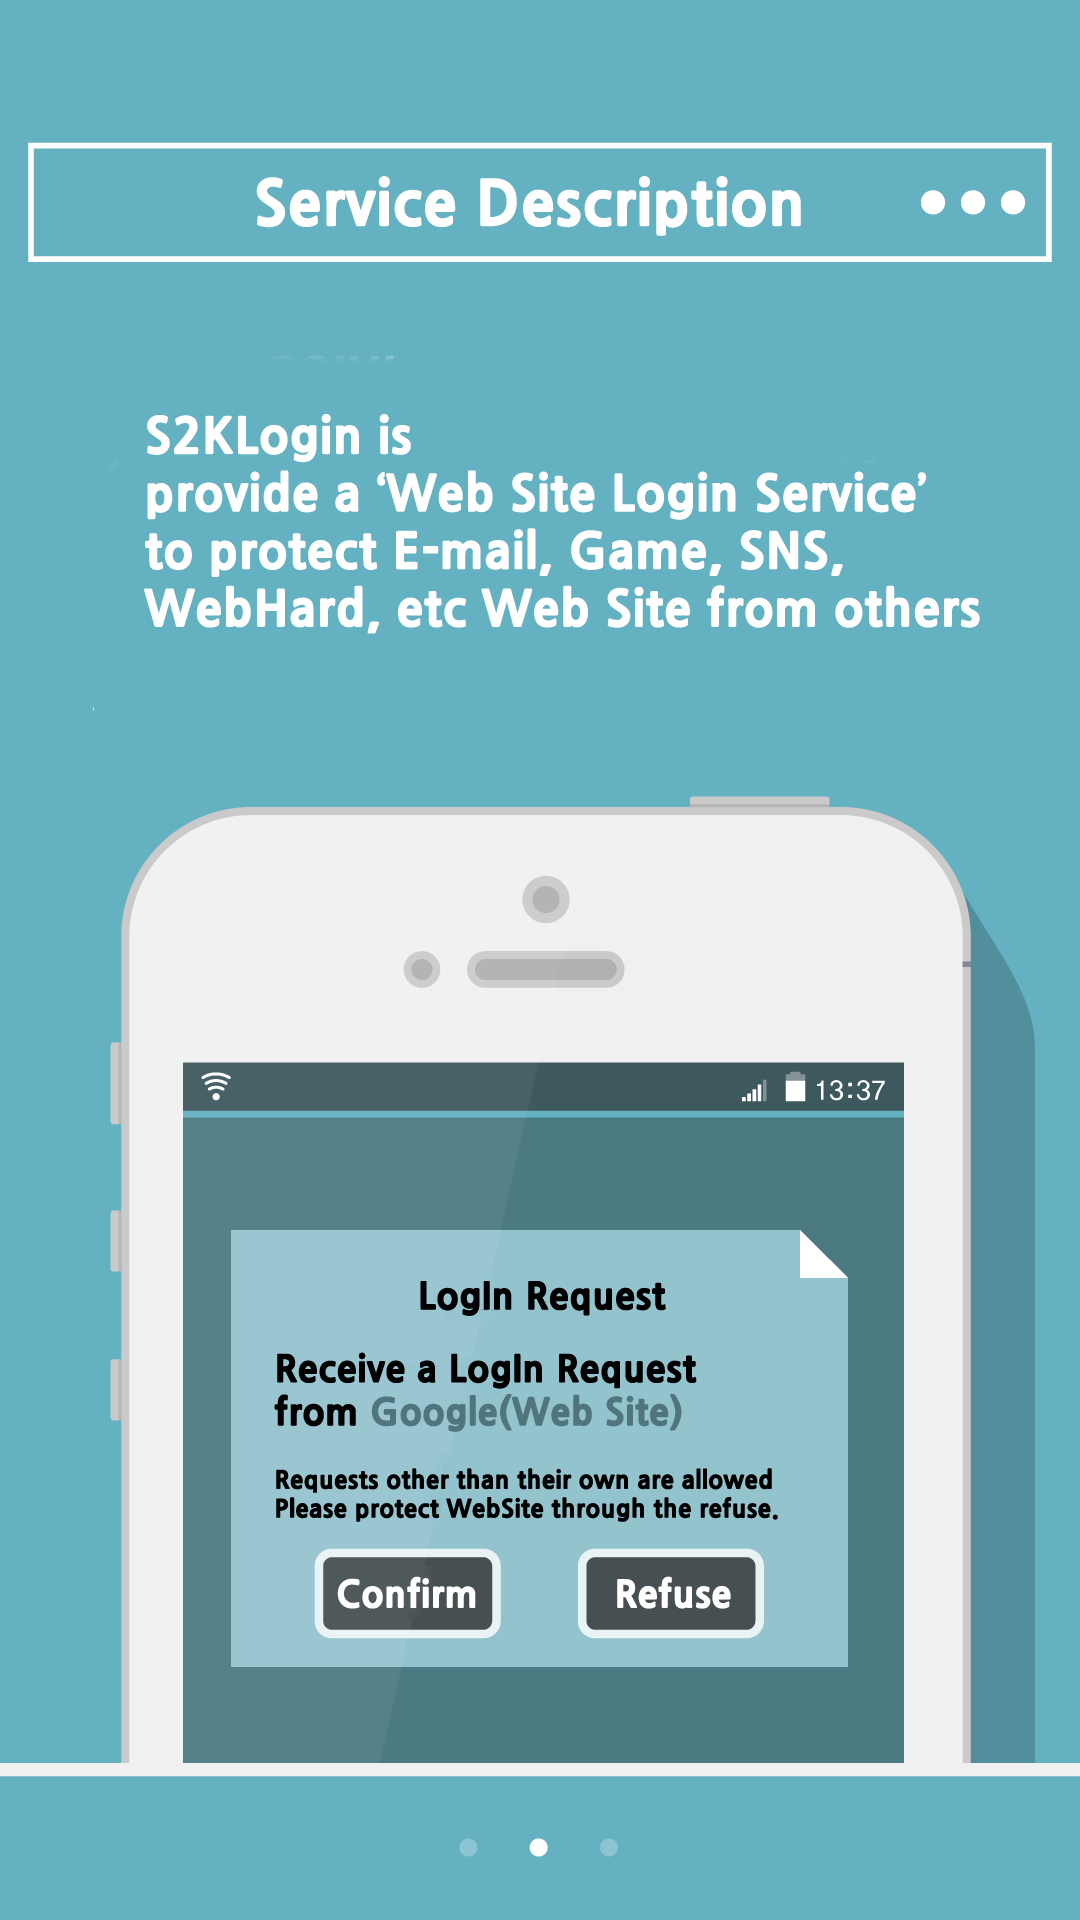 Service Description
S2KLogin is
provide a ‘Web Site Login Service’
to protect E-mail, Game, SNS,
WebHard, etc Web Site from others
13:37
LogIn Request
Receive a LogIn Request
from Google(Web Site)
Requests other than their own are allowed
Please protect WebSite through the refuse.
Confirm
Refuse